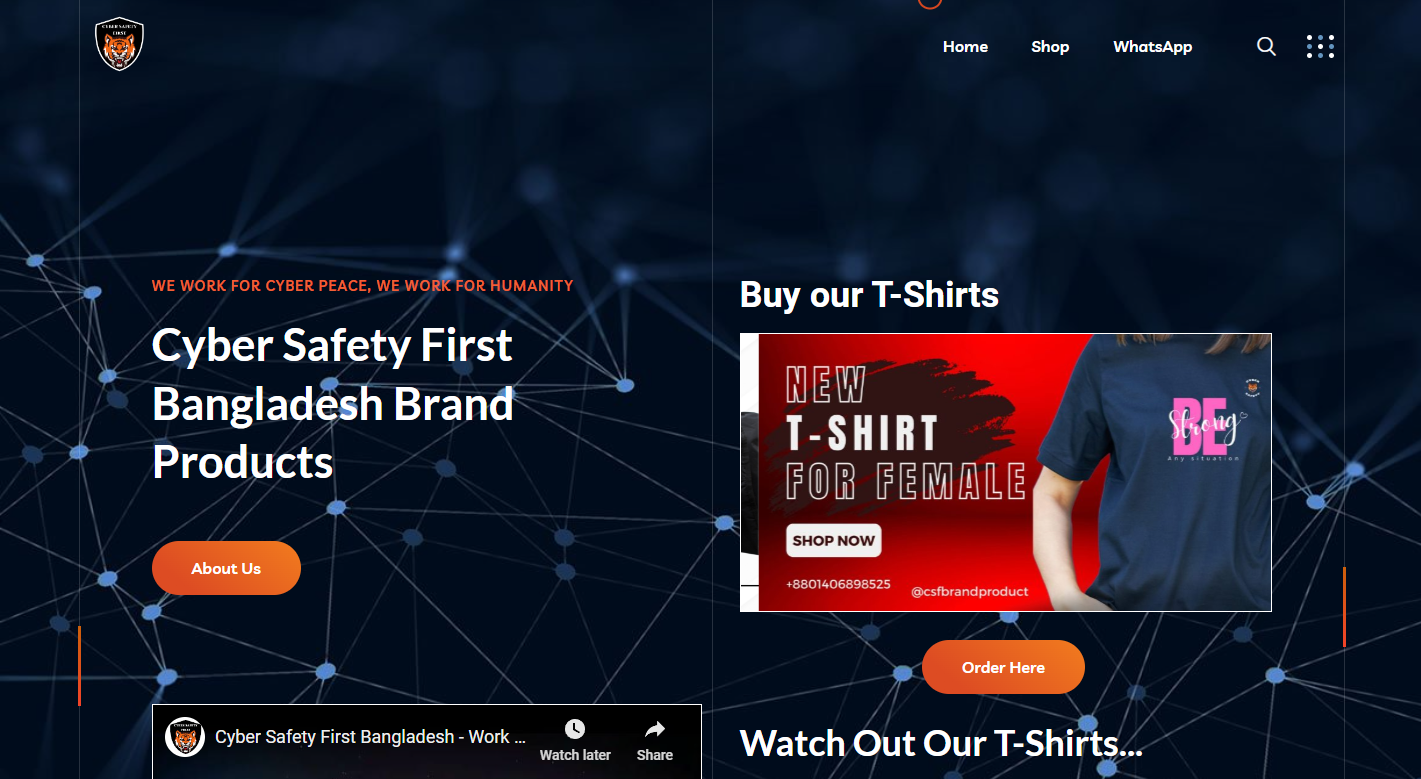 CYBER SAFETY
FIRST
Home
Shop
WhatsApp
WE WORK FOR CYBER PEACE, WE WORK FOR HUMANITY
Cyber Safety First
Bangladesh Brand
Products
About Us
Cyber Safety First Bangladesh - Work ...
Watch later
Share
Buy our T-Shirts
NEW
T-SHIRT
FOR FEMALE
SHOP NOW
+8801406898525
@csfbrandproduct
BE
Strong
Any situation
Order Here
Watch Out Our T-Shirts...